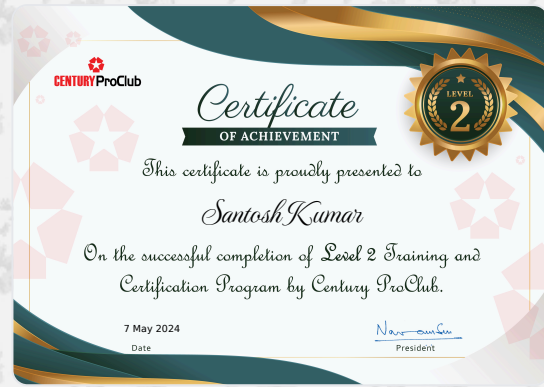 CENTURY ProClub
LEVEL
2
Certificate
OF ACHIEVEMENT
This certificate is proudly presented to
Santosh Kumar
On the successful completion of Level 2 Training and
Certification Program by Century ProClub.
7 May 2024
Date
President